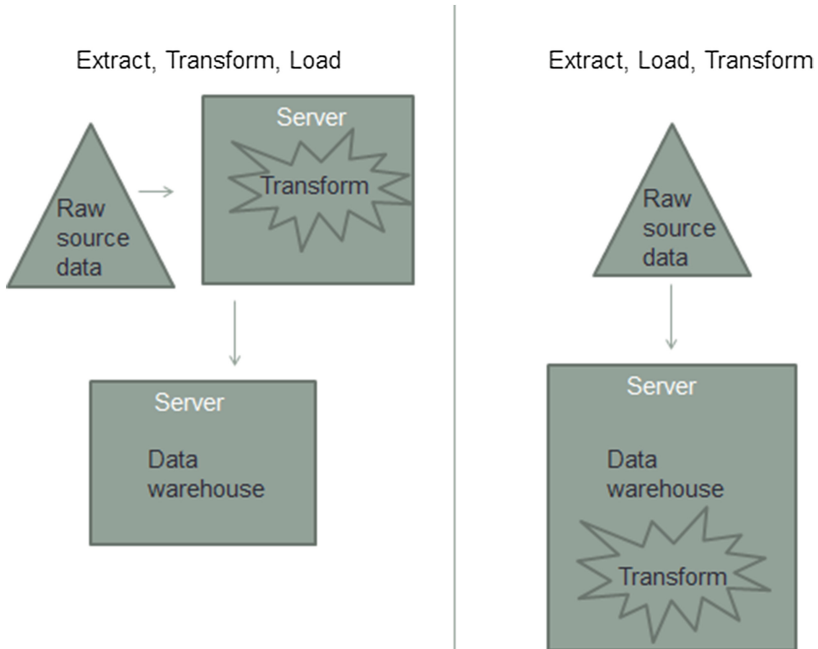 Extract, Transform, Load
Server
Transform
Raw
source
data
Server
Data
warehouse
Extract, Load, Transform
Raw
source
data
Server
Data
warehouse
Transform